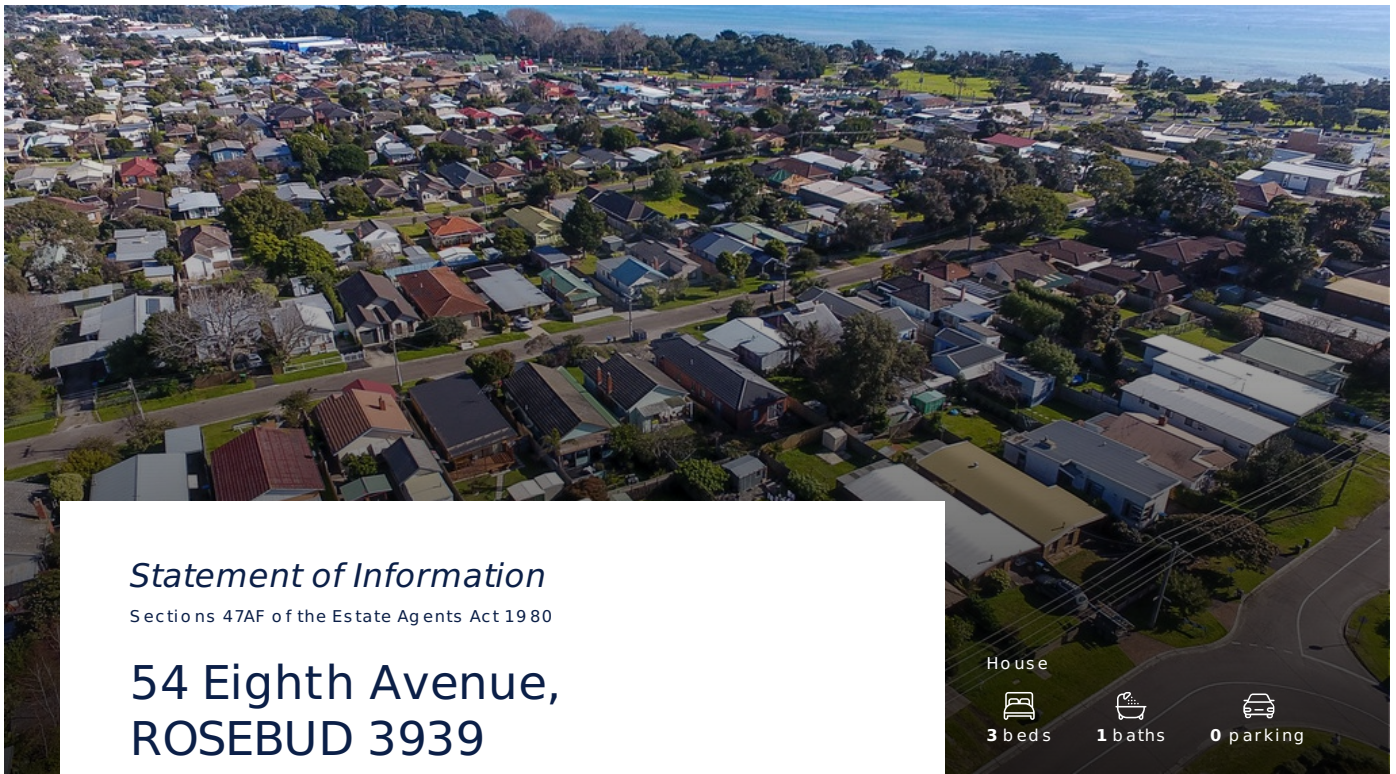 Statement of Information
Sections 47AF of the Estate Agents Act 1980
54 Eighth Avenue,
ROSEBUD 3939
House
3 beds 1 baths 0 parking